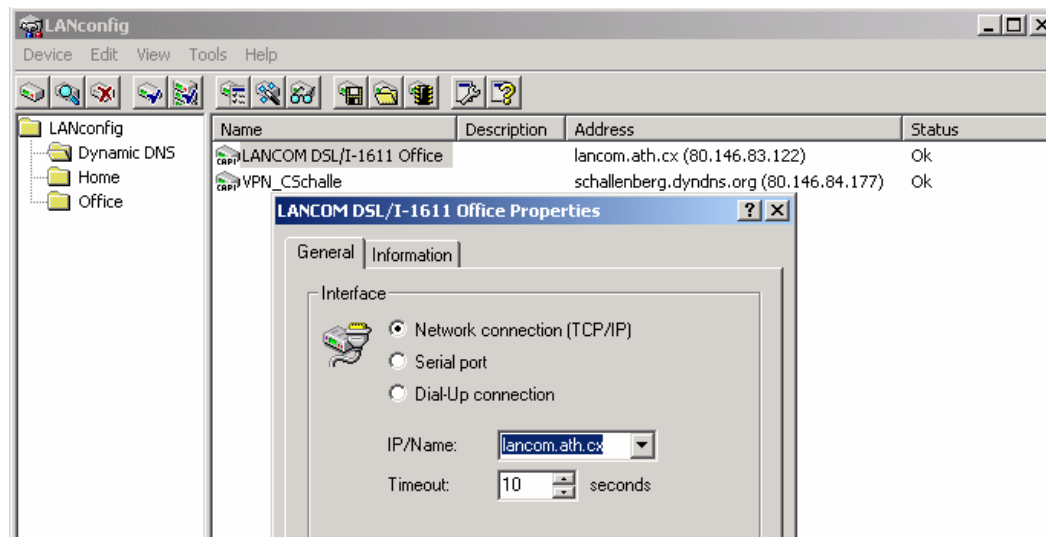 LANconfig
Device Edit View Tools Help
LANconfig
Dynamic DNS
Home
Office
Name Description Address Status
LANCOM DSL/I-1611 Office lancom.ath.cx (80.146.83.122) Ok
VPN_CSchalle schallenberg.dyndns.org (80.146.84.177) Ok
LANCOM DSL/I-1611 Office Properties
General Information
Interface
Network connection (TCP/IP)
Serial port
Dial-Up connection
IP/Name: lancom.ath.cx
Timeout: 10 seconds